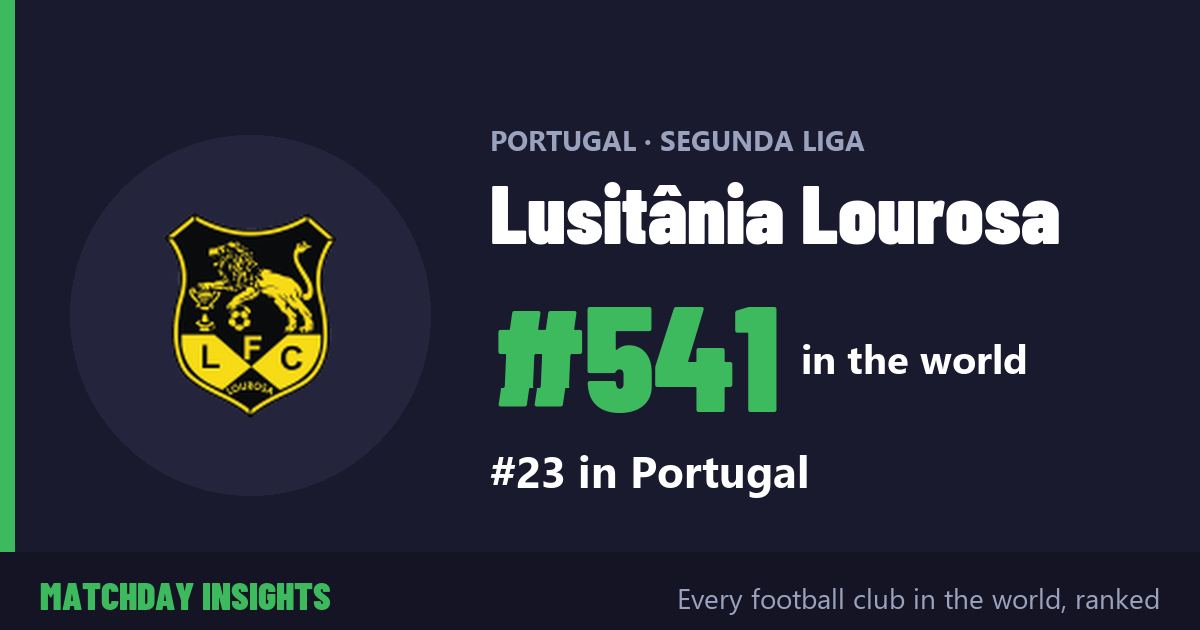 PORTUGAL · SEGUNDA LIGA
Lusitânia Lourosa
#541 in the world
#23 in Portugal
L F C
LOUROSA
MATCHDAY INSIGHTS
Every football club in the world, ranked